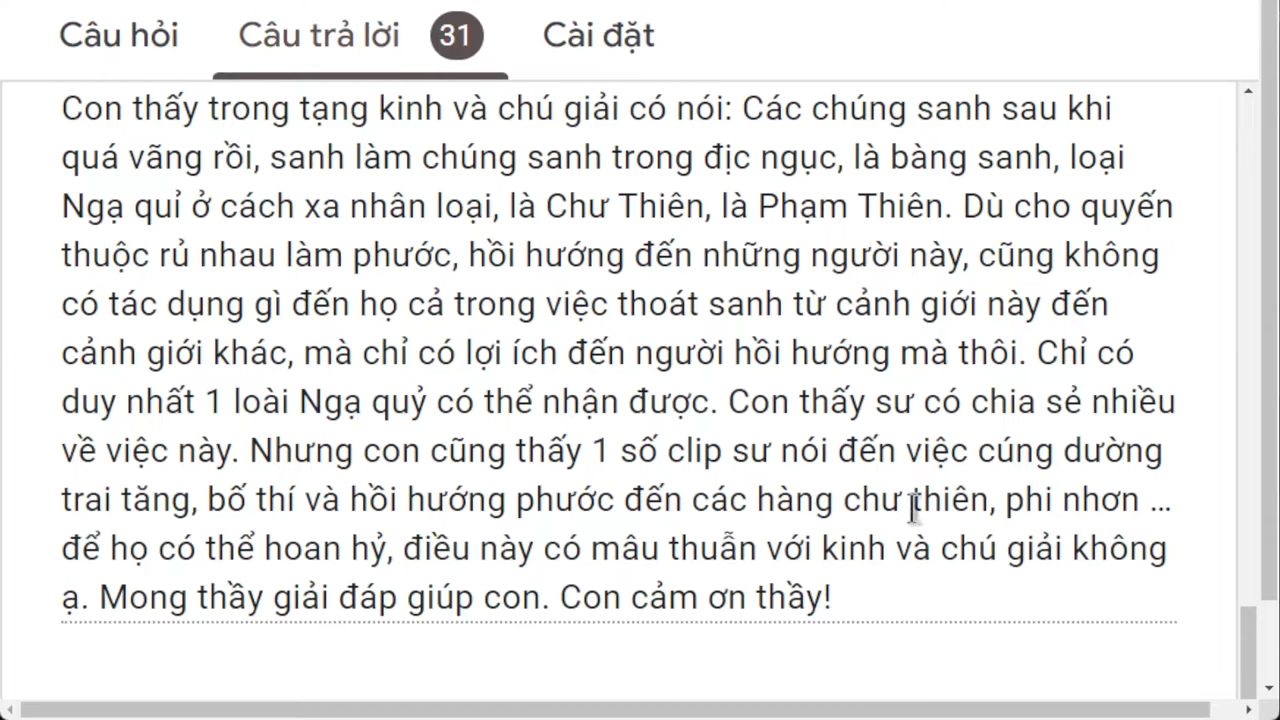 Câu hỏi
Câu trả lời
31
Cài đặt
Con thấy trong tạng kinh và chú giải có nói: Các chúng sanh sau khi
quá vãng rồi, sanh làm chúng sanh trong địc ngục, là bàng sanh, loại
Ngạ quỉ ở cách xa nhân loại, là Chư Thiên, là Phạm Thiên. Dù cho quyến
thuộc rủ nhau làm phước, hồi hướng đến những người này, cũng không
có tác dụng gì đến họ cả trong việc thoát sanh từ cảnh giới này đến
cảnh giới khác, mà chỉ có lợi ích đến người hồi hướng mà thôi. Chỉ có
duy nhất 1 loài Ngạ quỷ có thể nhận được. Con thấy sư có chia sẻ nhiều
về việc này. Nhưng con cũng thấy 1 số clip sư nói đến việc cúng dường
trai tăng, bố thí và hồi hướng phước đến các hàng chư thiên, phi nhơn ...
để họ có thể hoan hỷ, điều này có mâu thuẫn với kinh và chú giải không
ạ. Mong thầy giải đáp giúp con. Con cảm ơn thầy!